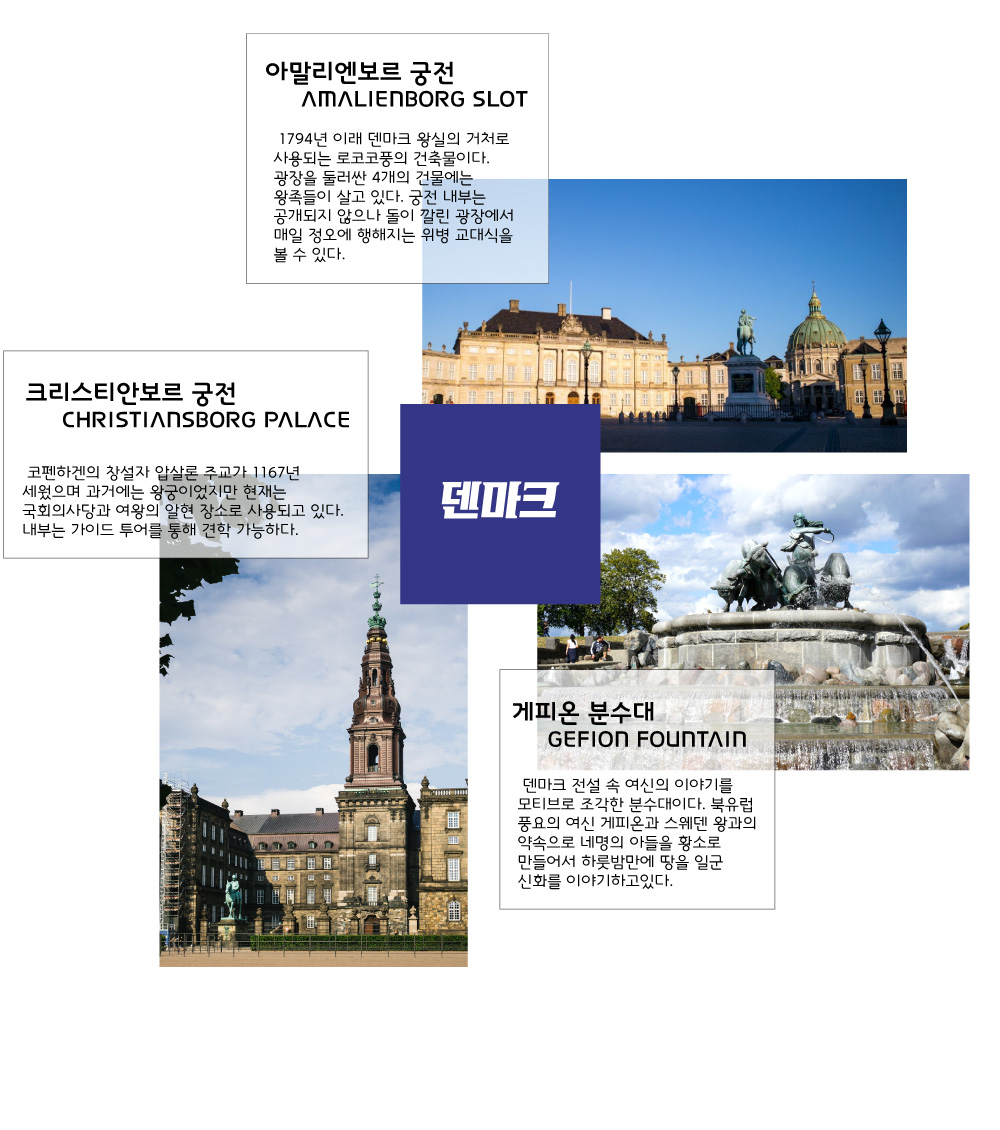 아말리엔보르 궁전
AMALIENBORG SLOT
1794년 이래 덴마크 왕실의 거처로
사용되는 로코코풍의 건축물이다.
광장을 둘러싼 4개의 건물에는
왕족들이 살고 있다. 궁전 내부는
공개되지 않으나 돌이 깔린 광장에서
매일 정오에 행해지는 위병 교대식을
볼 수 있다.
크리스티안보르 궁전
CHRISTIANSBORG PALACE
코펜하겐의 창설자 압살론 주교가 1167년
세웠으며 과거에는 왕궁이었지만 현재는
국회의사당과 여왕의 알현 장소로 사용되고 있다.
내부는 가이드 투어를 통해 견학 가능하다.
덴마크
게피온 분수대
GEFION FOUNTAIN
덴마크 전설 속 여신의 이야기를
모티브로 조각한 분수대이다. 북유럽
풍요의 여신 게피온과 스웨덴 왕과의
약속으로 네명의 아들을 황소로
만들어서 하룻밤만에 땅을 일군
신화를 이야기하고있다.